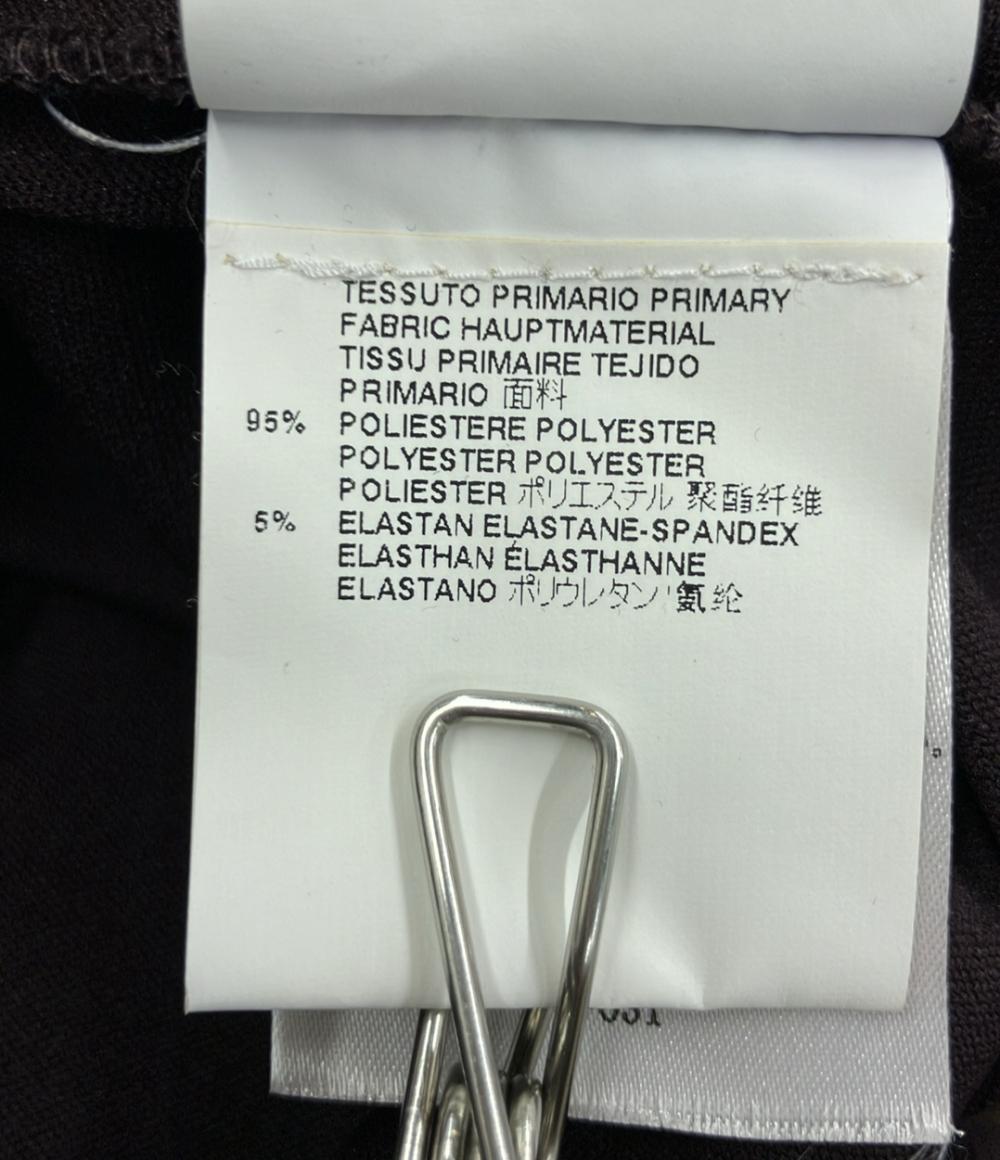 TESSUTO PRIMARIO PRIMARY
FABRIC HAUPTMATERIAL
TISSU PRIMAIRE TEJIDO
PRIMARIO 面料
95% POLIESTERE POLYESTER
POLYESTER POLYESTER
POLIESTER ポリエステル 聚酯纤维
5% ELASTAN ELASTANE-SPANDEX
ELASTHAN ÉLASTHANNE
ELASTANO ポリウレタン 氨纶